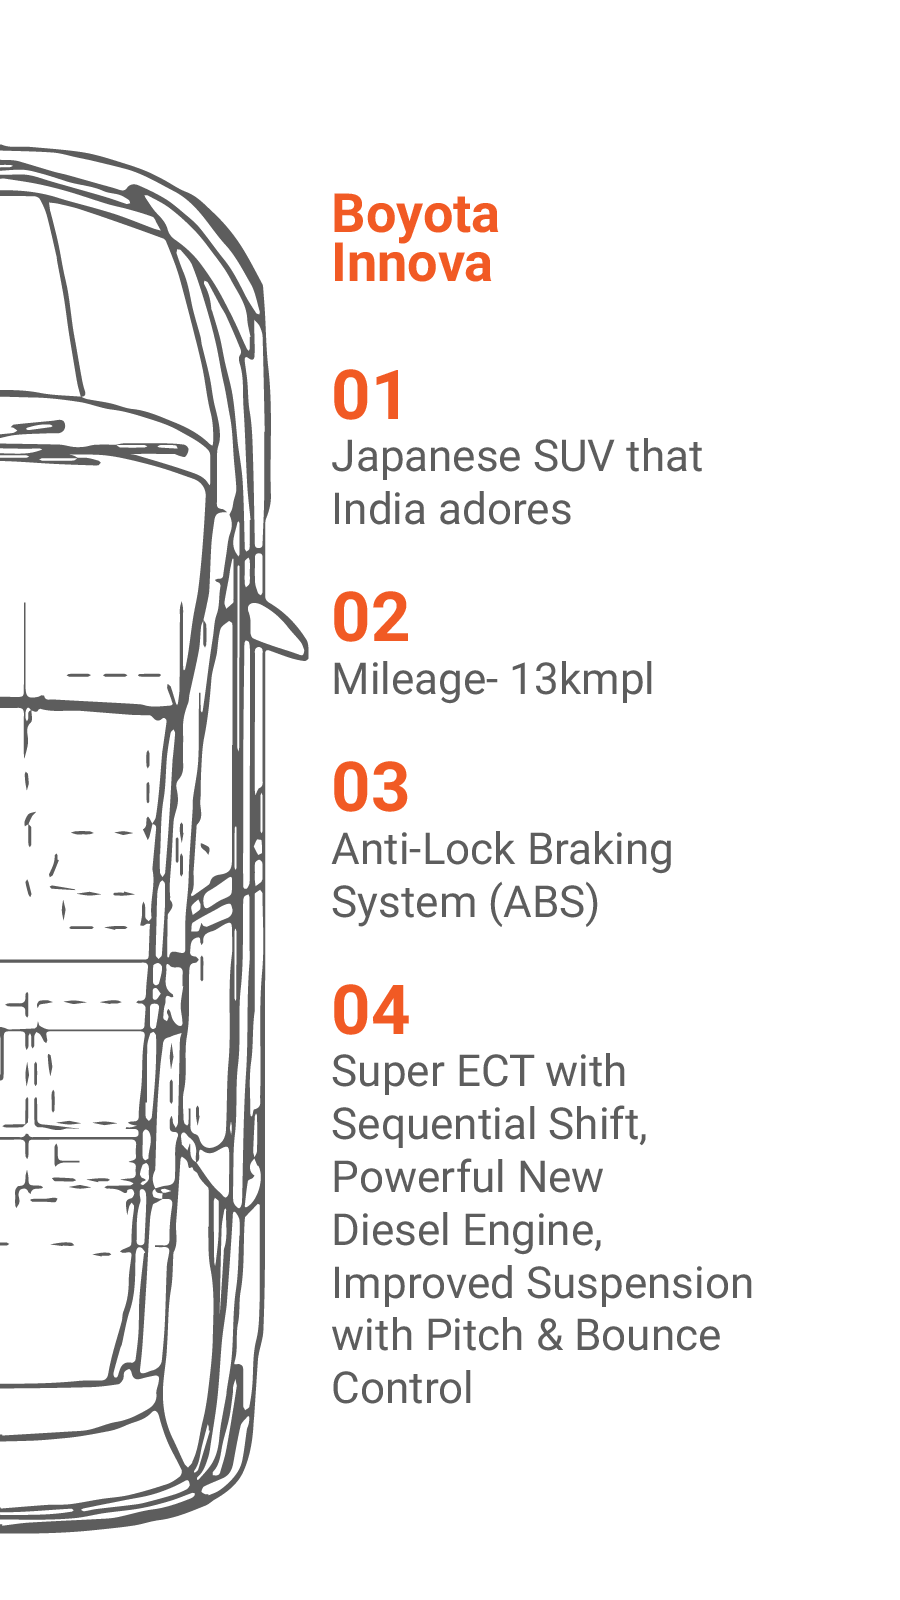 Boyota
Innova
01
Japanese SUV that
India adores
02
Mileage- 13kmpl
03
Anti-Lock Braking
System (ABS)
04
Super ECT with
Sequential Shift,
Powerful New
Diesel Engine,
Improved Suspension
with Pitch & Bounce
Control